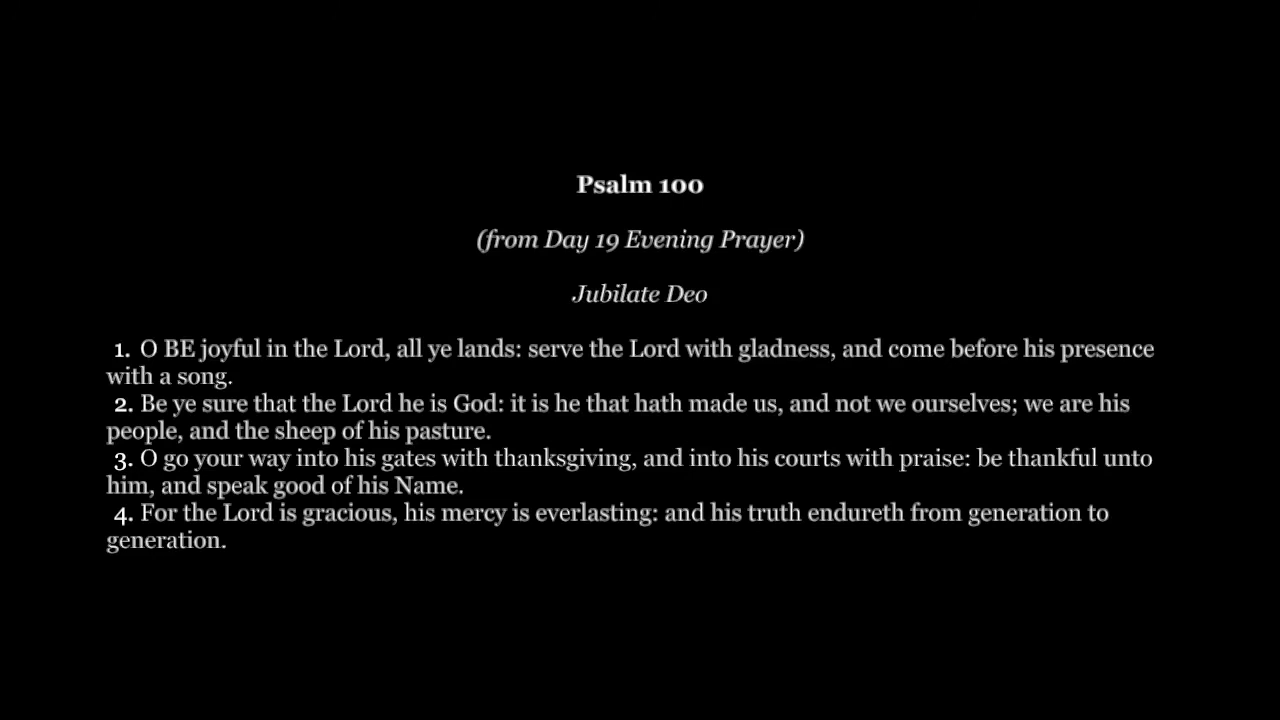 Psalm 100
(from Day 19 Evening Prayer)
Jubilate Deo
1. O BE joyful in the Lord, all ye lands: serve the Lord with gladness, and come before his presence
with a song.
2. Be ye sure that the Lord he is God: it is he that hath made us, and not we ourselves; we are his
people, and the sheep of his pasture.
3. O go your way into his gates with thanksgiving, and into his courts with praise: be thankful unto
him, and speak good of his Name.
4. For the Lord is gracious, his mercy is everlasting: and his truth endureth from generation to
generation.